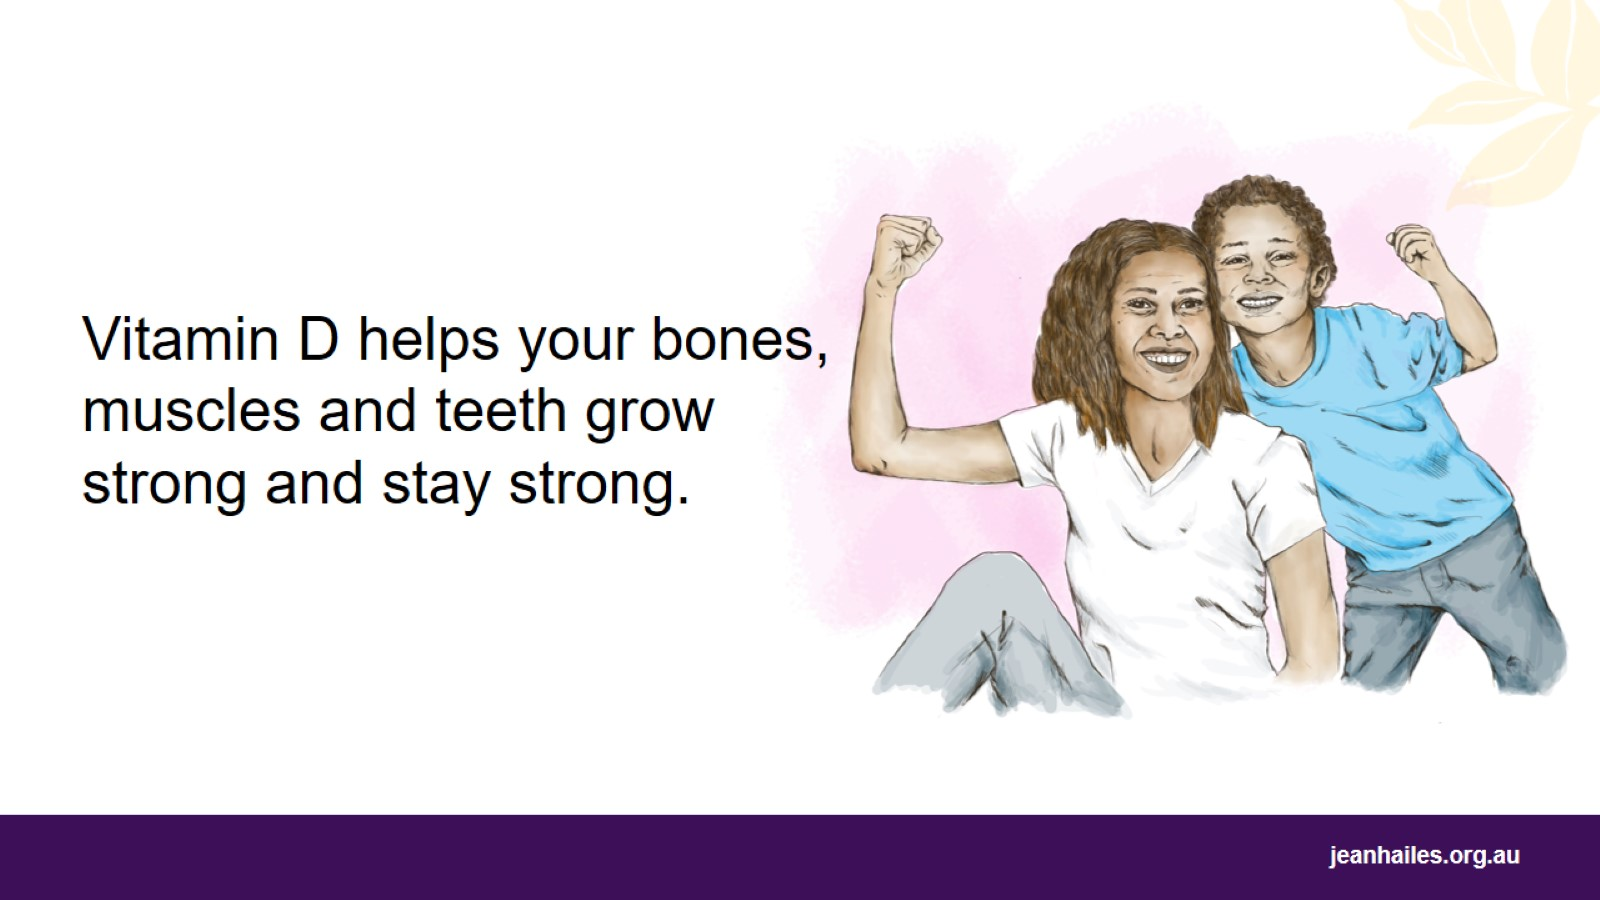 Vitamin D helps your bones,
muscles and teeth grow
strong and stay strong.
jeanhailes.org.au